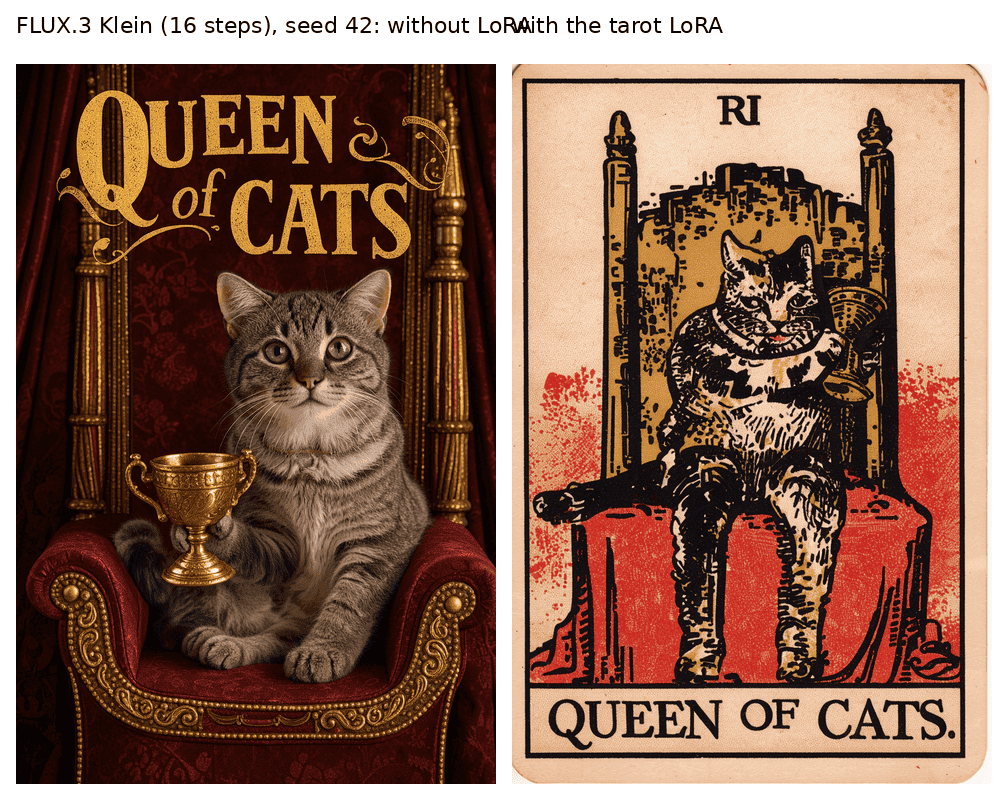 FLUX.3 Klein (16 steps), seed 42: without LoRA
with the tarot LoRA
QUEEN
of CATS
RI
QUEEN OF CATS.